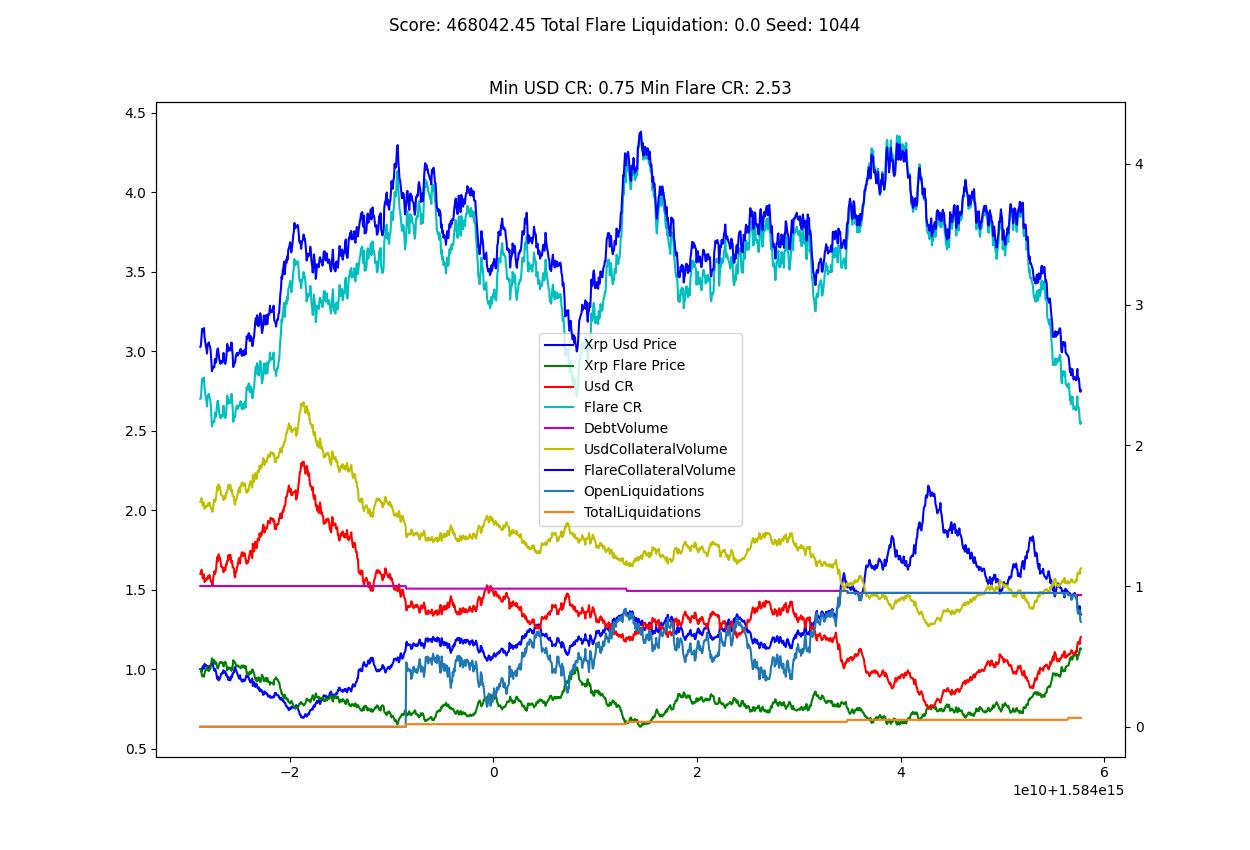 Score: 468042.45 Total Flare Liquidation: 0.0 Seed: 1044
Min USD CR: 0.75 Min Flare CR: 2.53
4.5
4.0
3.5
3.0
2.5
2.0
1.5
1.0
0.5
4
3
2
1
0
Xrp Usd Price
Xrp Flare Price
Usd CR
Flare CR
DebtVolume
UsdCollateralVolume
FlareCollateralVolume
OpenLiquidations
TotalLiquidations
−2 0 2 4 6
1e10+1.584e15